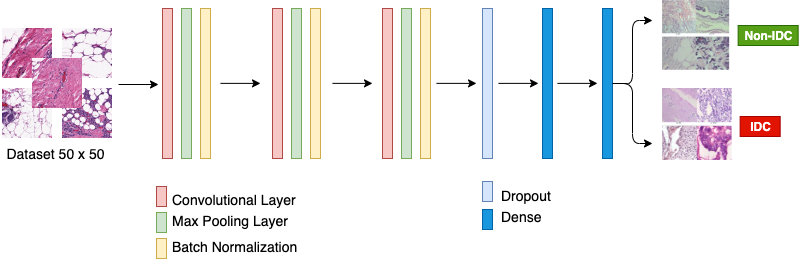 Non-IDC
IDC
Dataset 50 x 50
Convolutional Layer
Max Pooling Layer
Batch Normalization
Dropout
Dense